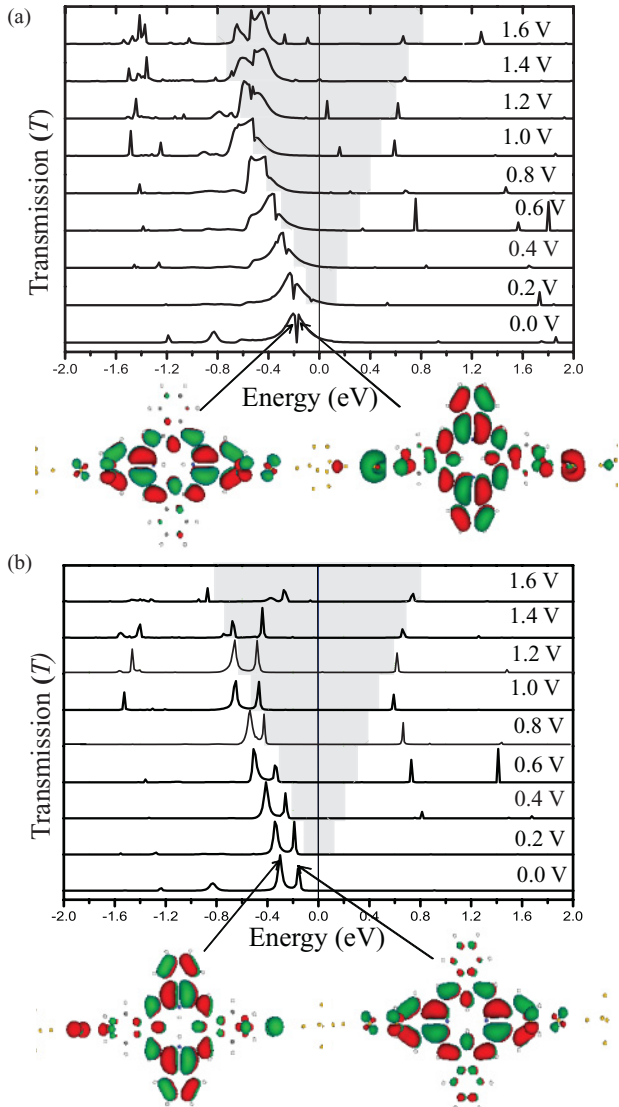 (a)
1.6 V
1.4 V
1.2 V
1.0 V
0.8 V
0.6 V
0.4 V
0.2 V
0.0 V
Transmission (T)
-2.0 -1.6 -1.2 -0.8 -0.4 0.0 0.4 0.8 1.2 1.6 2.0
Energy (eV)
(b)
1.6 V
1.4 V
1.2 V
1.0 V
0.8 V
0.6 V
0.4 V
0.2 V
0.0 V
Transmission (T)
-2.0 -1.6 -1.2 -0.8 -0.4 0.0 0.4 0.8 1.2 1.6 2.0
Energy (eV)